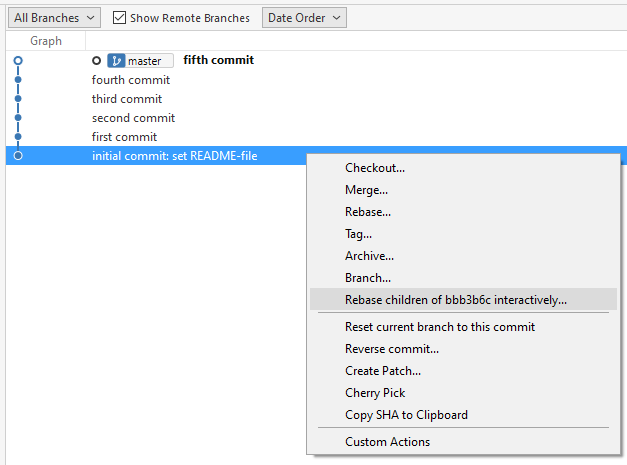 All Branches Show Remote Branches Date Order
Graph
master fifth commit
fourth commit
third commit
second commit
first commit
initial commit: set README-file
Checkout...
Merge...
Rebase...
Tag...
Archive...
Branch...
Rebase children of bbb3b6c interactively...
Reset current branch to this commit
Reverse commit...
Create Patch...
Cherry Pick
Copy SHA to Clipboard
Custom Actions